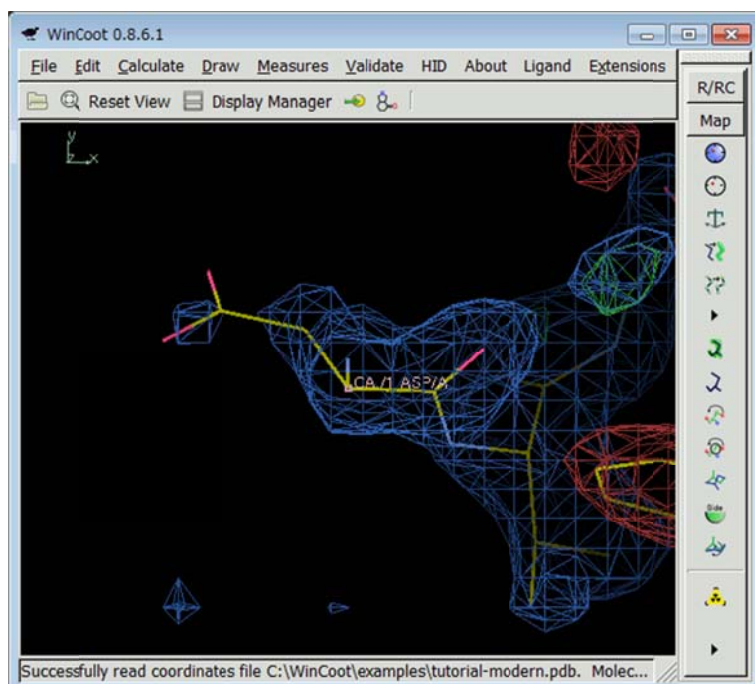 WinCoot 0.8.6.1
File Edit Calculate Draw Measures Validate HID About Ligand Extensions
Reset View Display Manager
R/RC
Map
y
z x
CA /1 ASP/A
Side
Successfully read coordinates file C:\WinCoot\examples\tutorial-modern.pdb. Molec...